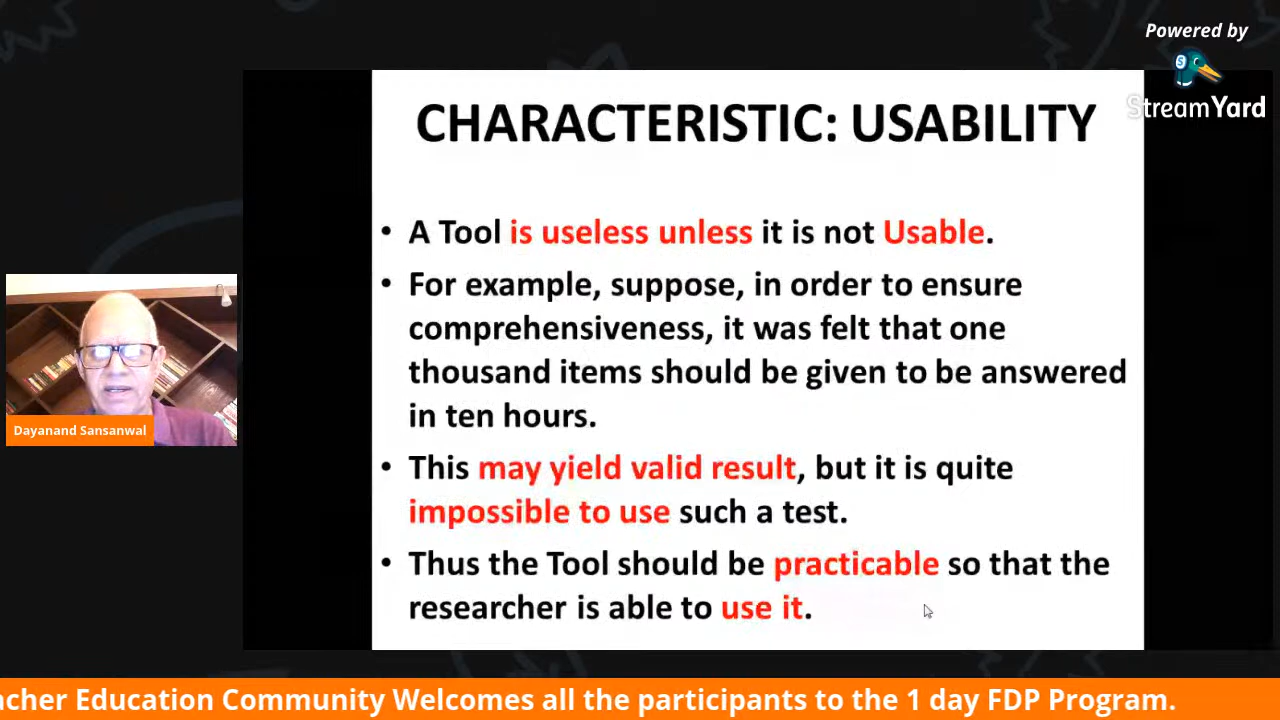 Powered by
StreamYard
CHARACTERISTIC: USABILITY
• A Tool is useless unless it is not Usable.
• For example, suppose, in order to ensure
comprehensiveness, it was felt that one
thousand items should be given to be answered
in ten hours.
• This may yield valid result, but it is quite
impossible to use such a test.
• Thus the Tool should be practicable so that the
researcher is able to use it.
Dayanand Sansanwal
acher Education Community Welcomes all the participants to the 1 day FDP Program.